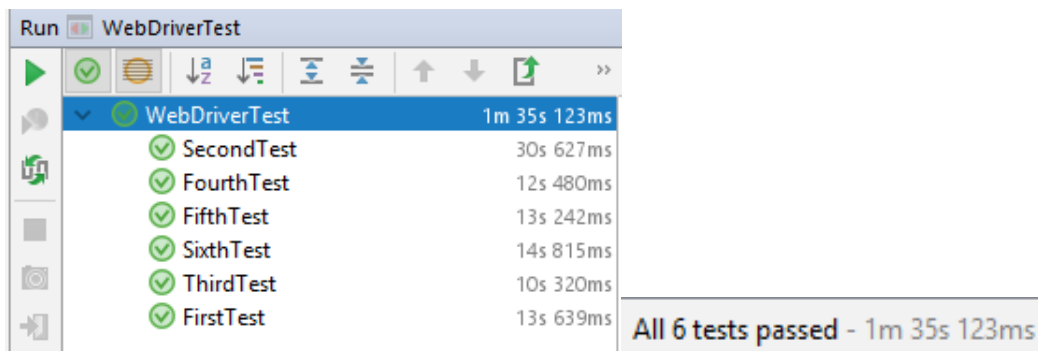 Run WebDriverTest
WebDriverTest 1m 35s 123ms
SecondTest 30s 627ms
FourthTest 12s 480ms
FifthTest 13s 242ms
SixthTest 14s 815ms
ThirdTest 10s 320ms
FirstTest 13s 639ms
All 6 tests passed - 1m 35s 123ms